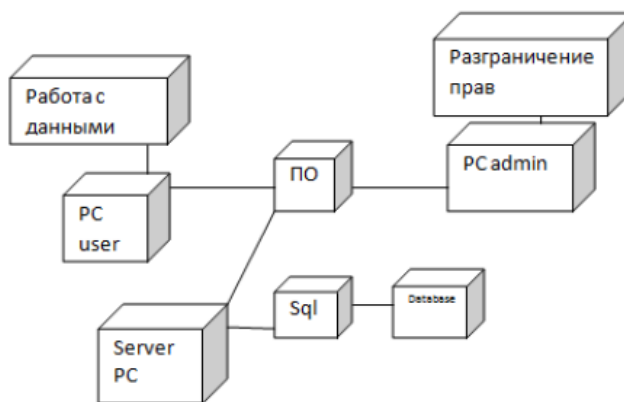 Разграничение
прав
Работа с
данными
ПО
PC admin
PC
user
Sql
Database
Server
PC